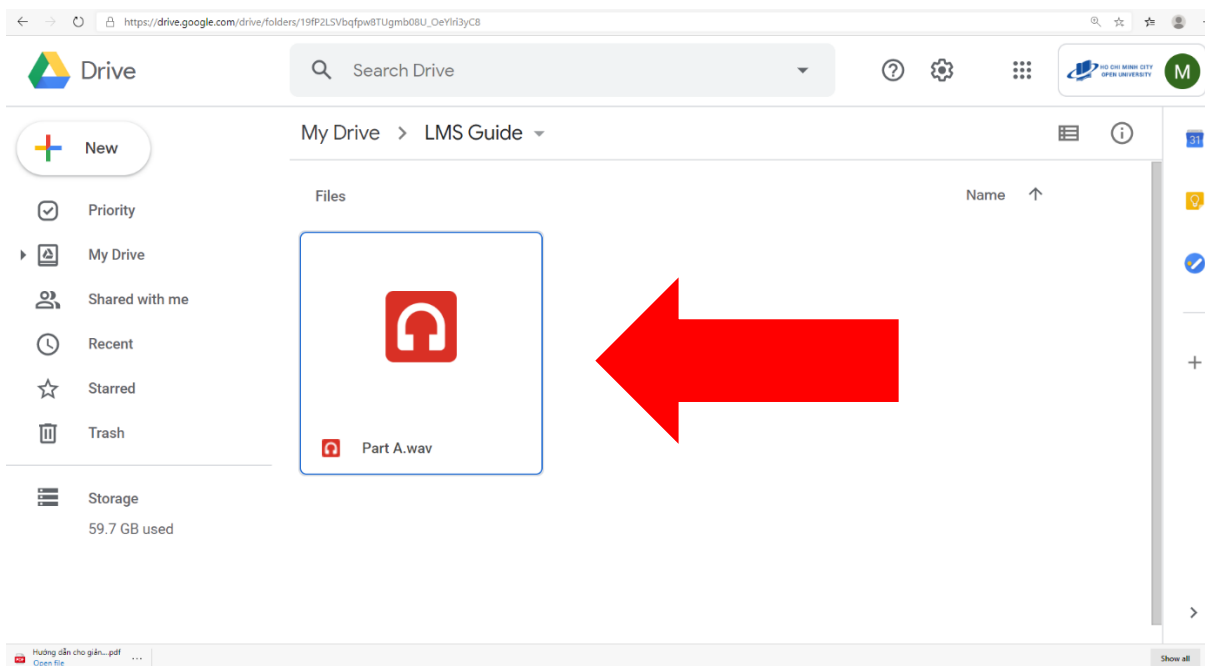 https://drive.google.com/drive/folders/19fP2LSVbqfpw8TUgmb08U_OeYlri3yC8
Drive
Search Drive
HO CHI MINH CITY
OPEN UNIVERSITY
M
New
My Drive > LMS Guide
31
Priority
My Drive
Shared with me
Recent
Starred
Trash
Storage
59.7 GB used
Files
Name
Part A.wav
PDF
Hướng dẫn cho giản....pdf
Open file
...
Show all